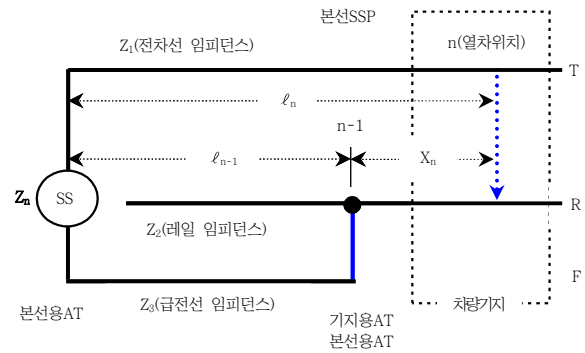 본선SSP
Z₁(전차선 임피던스)
n(열차위치)
T
ℓₙ
n-1
ℓₙ₋₁
Xₙ
Zₙ
SS
R
Z₂(레일 임피던스)
F
Z₃(급전선 임피던스)
본선용AT
기지용AT
본선용AT
차량기지